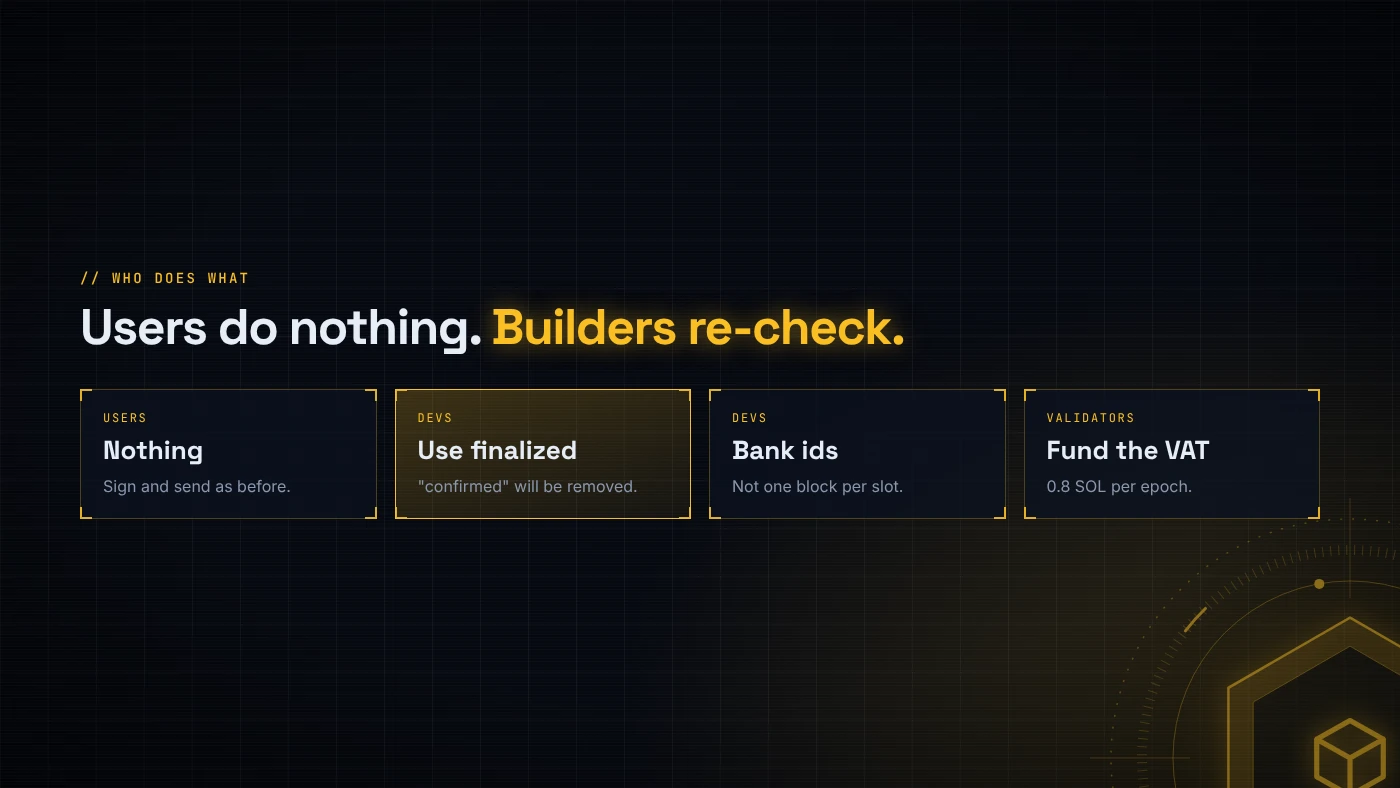 // WHO DOES WHAT
Users do nothing. Builders re-check.
USERS
Nothing
Sign and send as before.
DEVS
Use finalized
"confirmed" will be removed.
DEVS
Bank ids
Not one block per slot.
VALIDATORS
Fund the VAT
0.8 SOL per epoch.